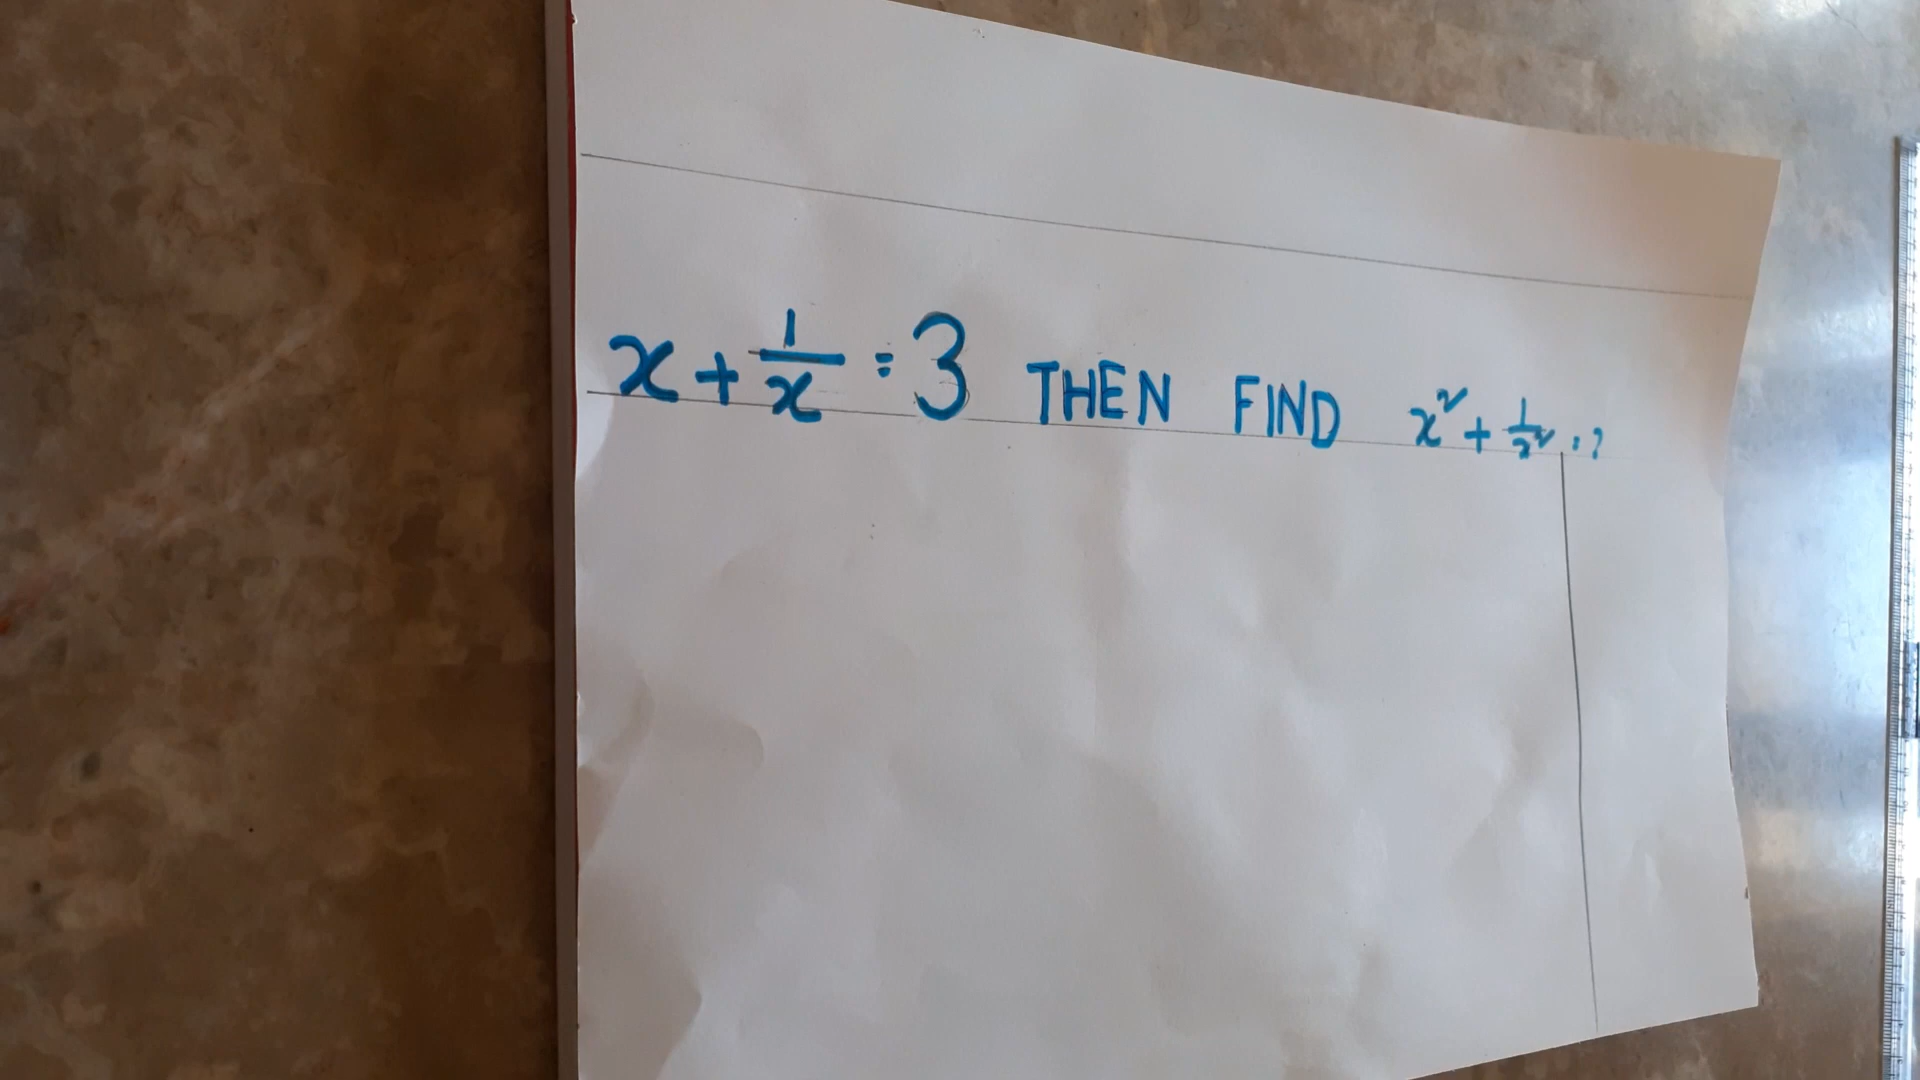 x + 1/x = 3 THEN FIND x² + 1/x² = ?